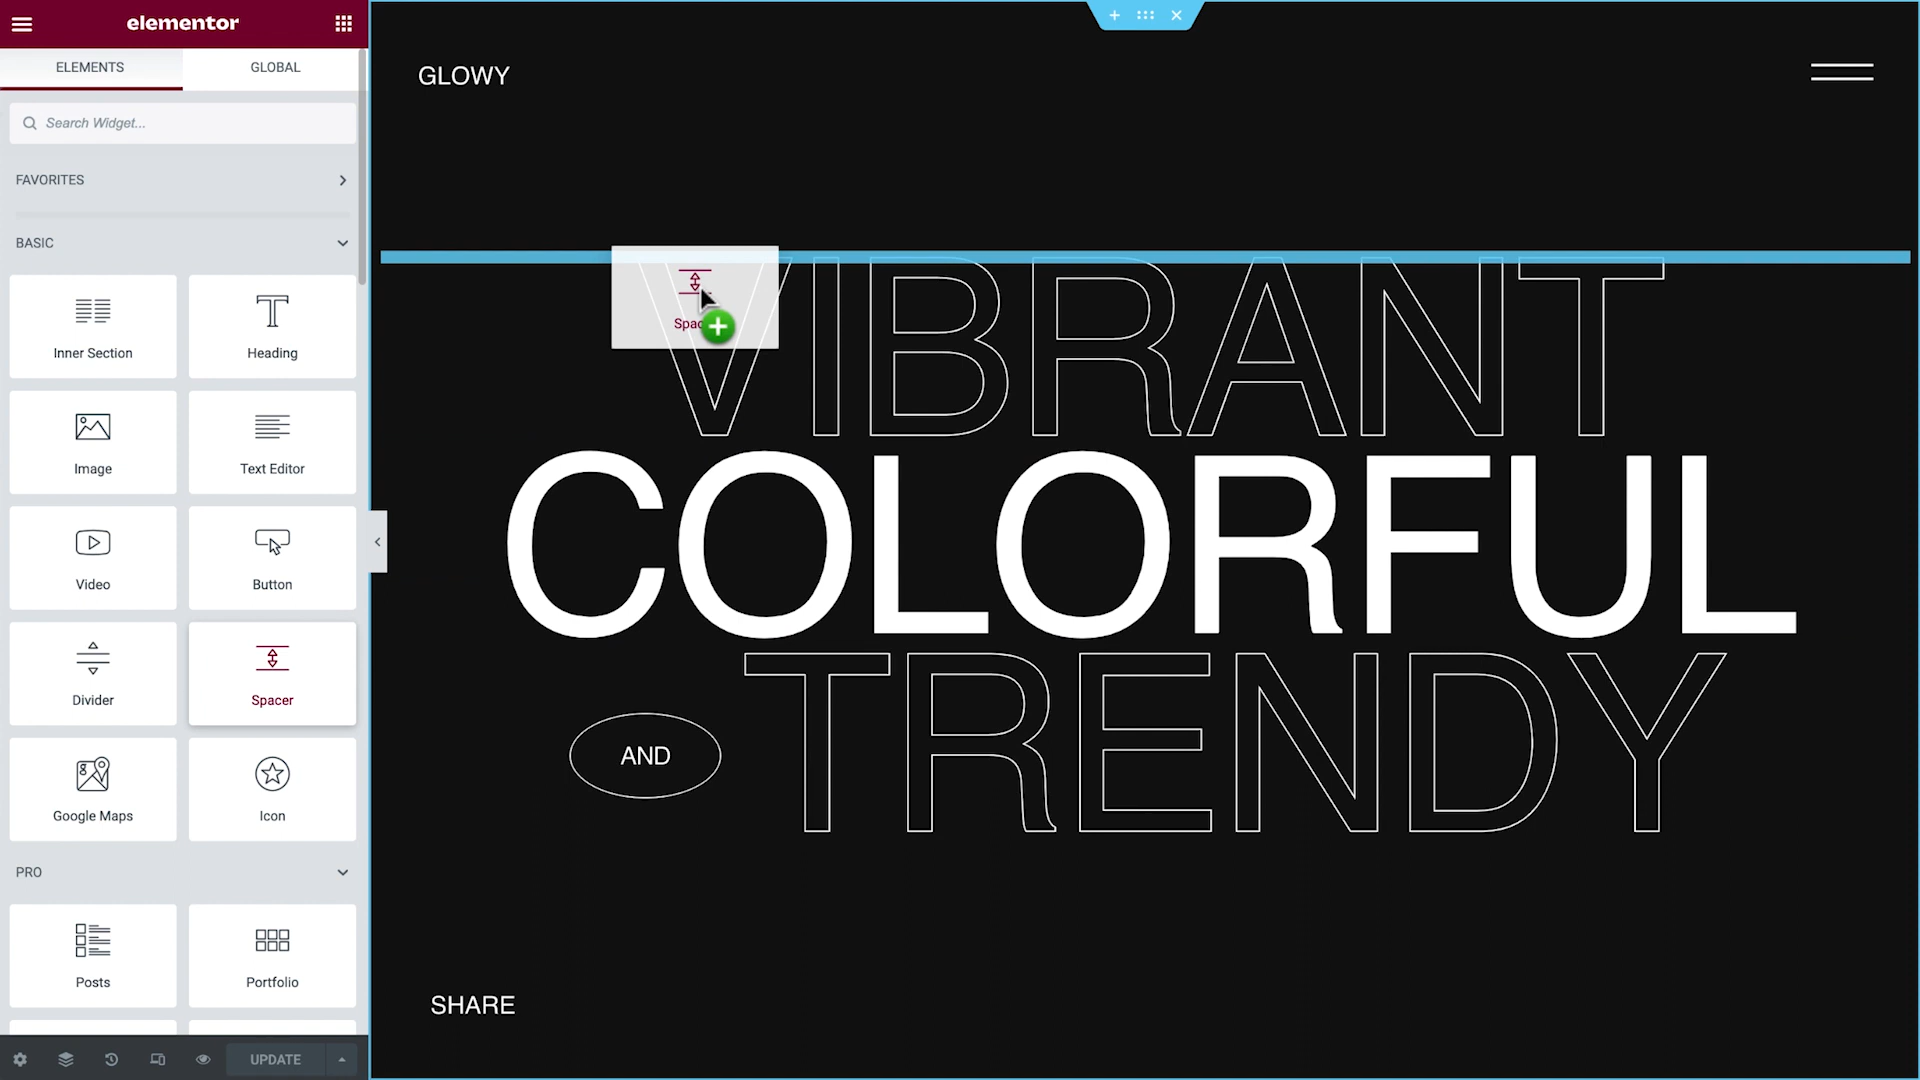 elementor
ELEMENTS
GLOBAL
Search Widget...
FAVORITES
BASIC
Inner Section
Heading
Image
Text Editor
Video
Button
Divider
Spacer
Google Maps
Icon
PRO
Posts
Portfolio
UPDATE
GLOWY
Spac
VIBRANT
COLORFUL
AND
TRENDY
SHARE